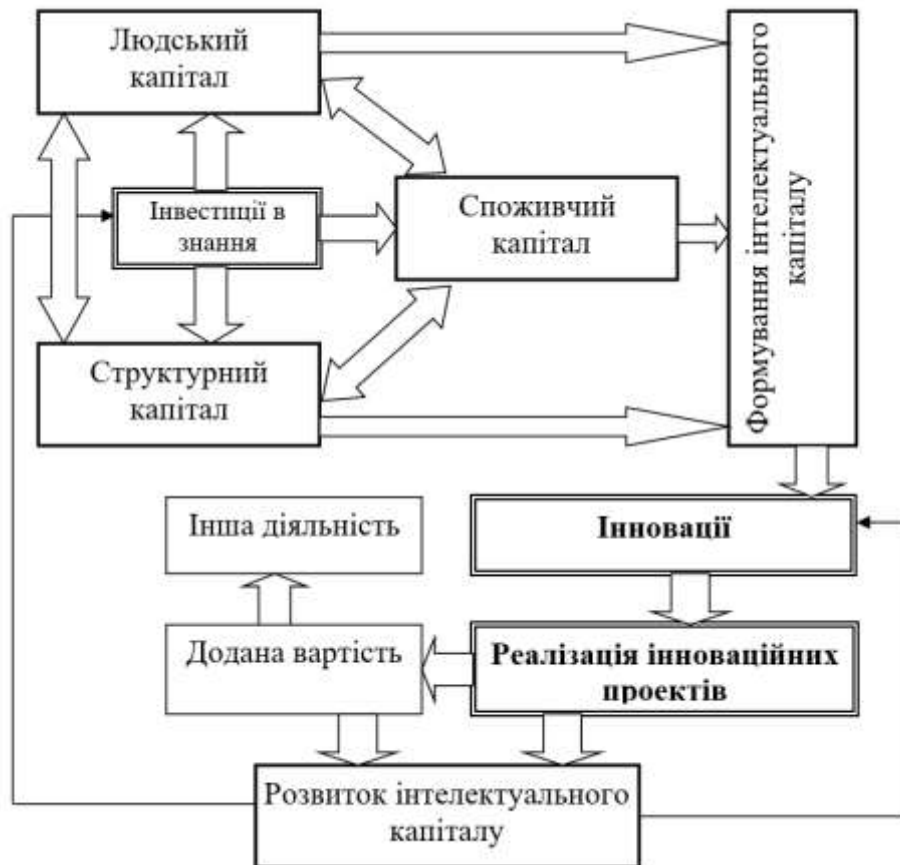 Людський
капітал
Формування інтелектуального
капіталу
Інвестиції в
знання
Споживчий
капітал
Структурний
капітал
Інша діяльність
Інновації
Додана вартість
Реалізація інноваційних
проектів
Розвиток інтелектуального
капіталу